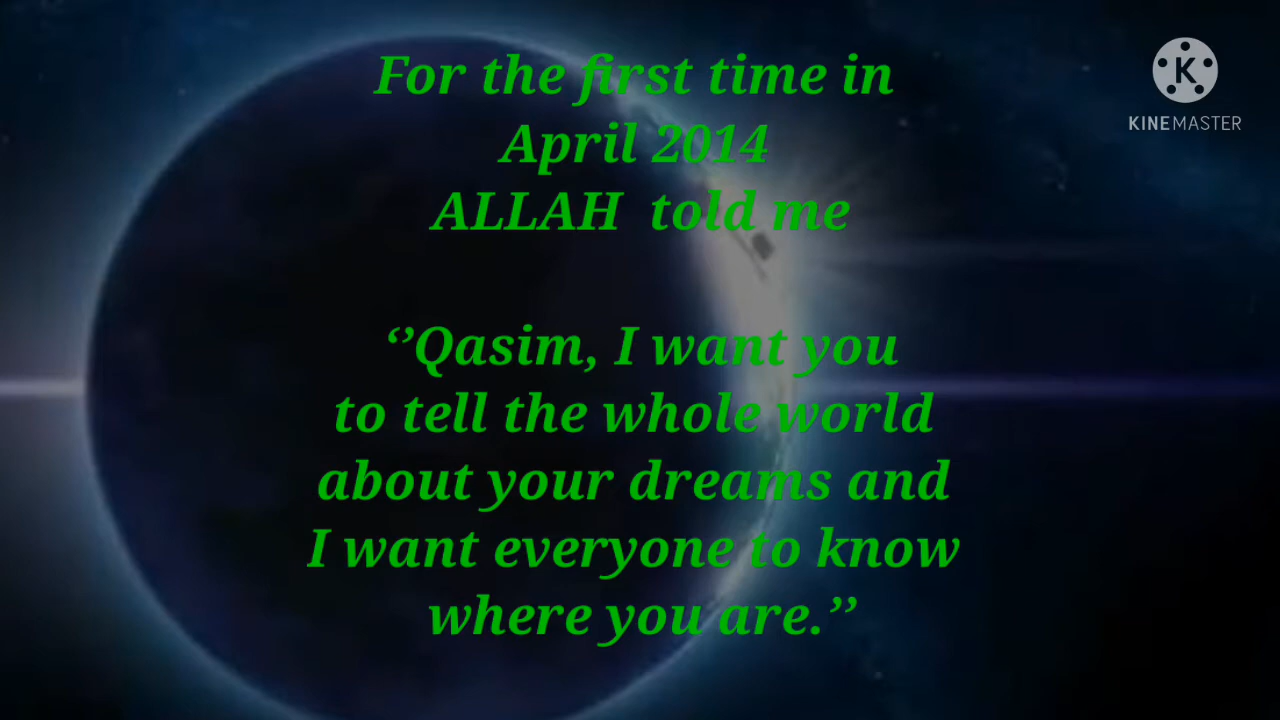 For the first time in
April 2014
ALLAH told me
‘’Qasim, I want you
to tell the whole world
about your dreams and
I want everyone to know
where you are.’’
K
KINEMASTER